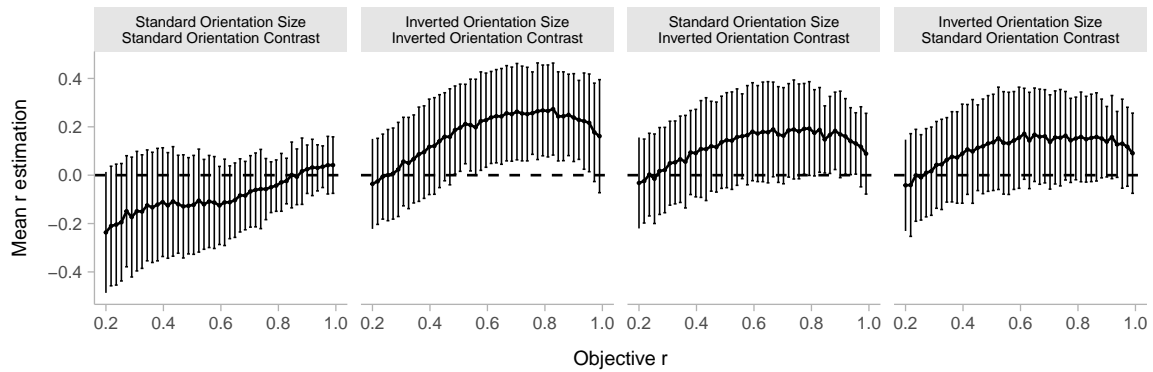 Standard Orientation Size
Standard Orientation Contrast
Inverted Orientation Size
Inverted Orientation Contrast
Standard Orientation Size
Inverted Orientation Contrast
Inverted Orientation Size
Standard Orientation Contrast
Mean r estimation
0.4
0.2
0.0
−0.2
−0.4
0.2 0.4 0.6 0.8 1.0 0.2 0.4 0.6 0.8 1.0 0.2 0.4 0.6 0.8 1.0 0.2 0.4 0.6 0.8 1.0
Objective r